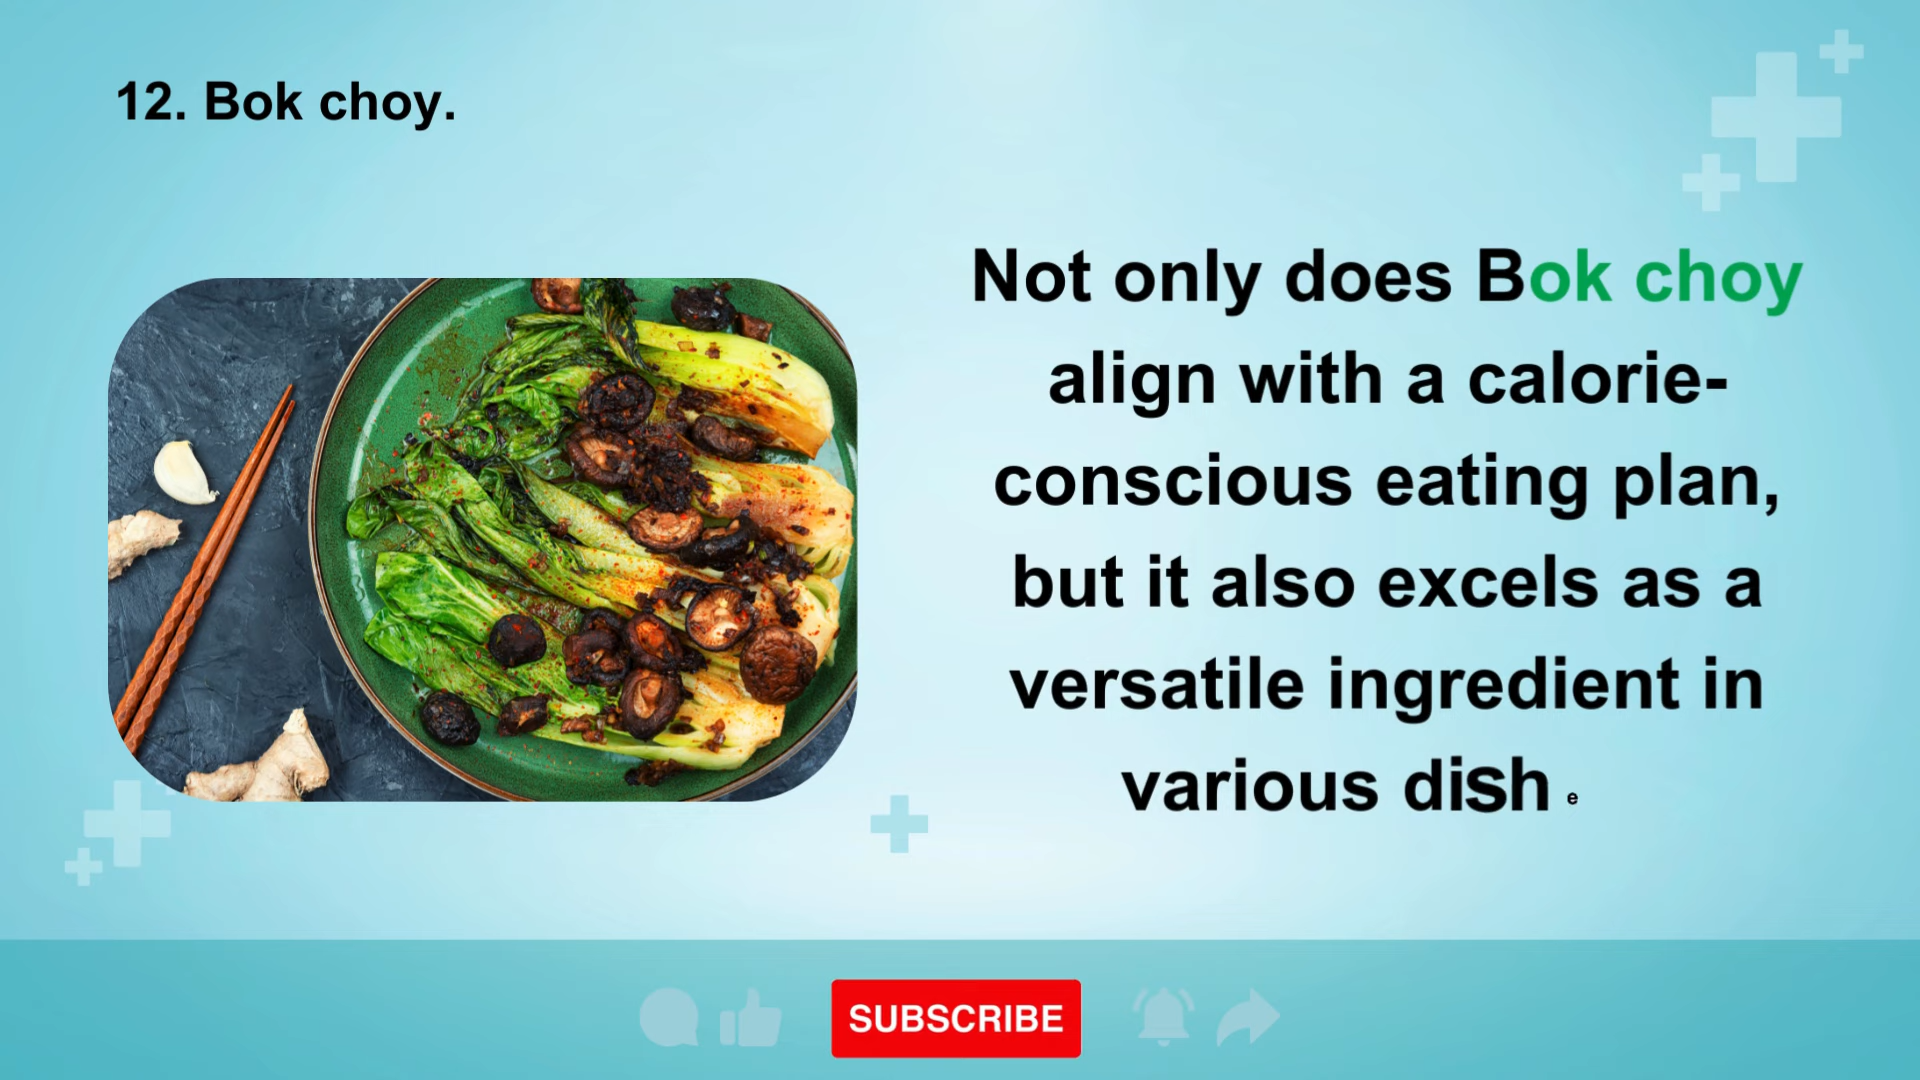 12. Bok choy.
Not only does Bok choy
align with a calorie-
conscious eating plan,
but it also excels as a
versatile ingredient in
various dish e
SUBSCRIBE